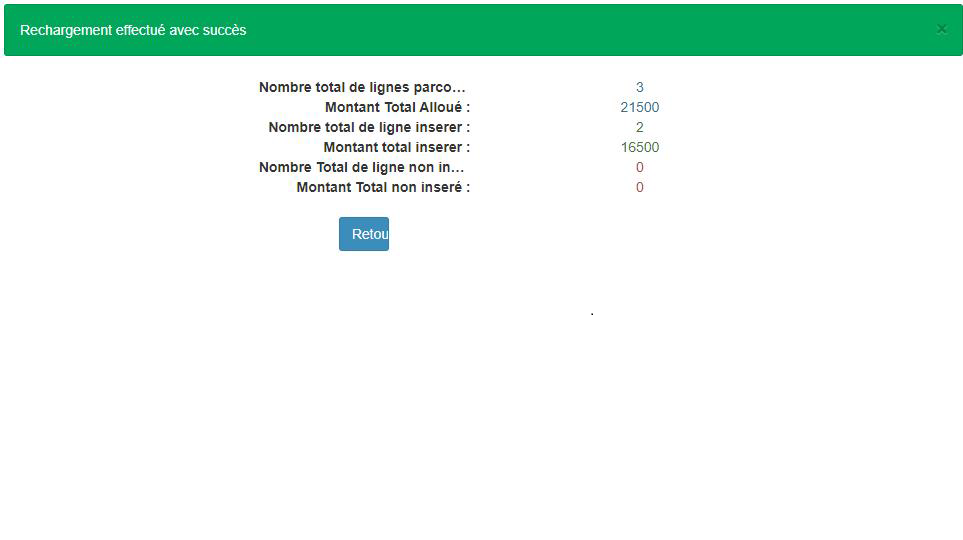 Rechargement effectué avec succès ×
Nombre total de lignes parco… 3
Montant Total Alloué : 21500
Nombre total de ligne inserer : 2
Montant total inserer : 16500
Nombre Total de ligne non in… 0
Montant Total non inseré : 0
Retou
.